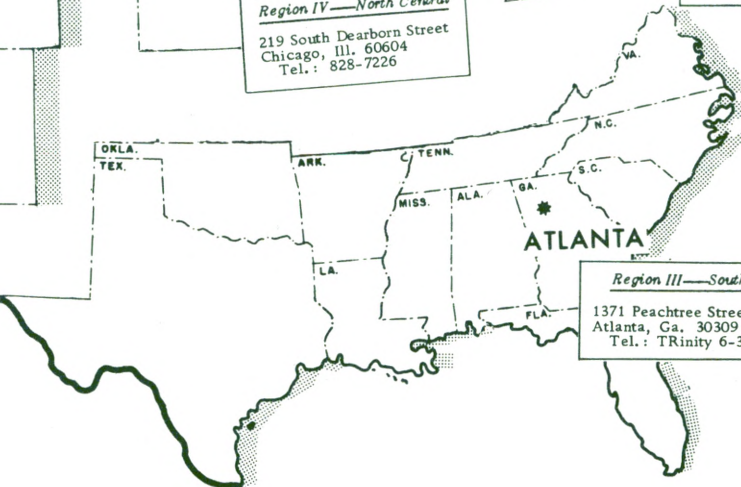 Region IV—North Central
219 South Dearborn Street
Chicago, Ill. 60604
Tel.: 828-7226
VA.
N.C.
OKLA.
TEX.
ARK.
TENN.
S.C.
GA.
MISS.
ALA.
ATLANTA
LA.
Region III—South
FLA.
1371 Peachtree Stree
Atlanta, Ga. 30309
Tel.: TRinity 6-3